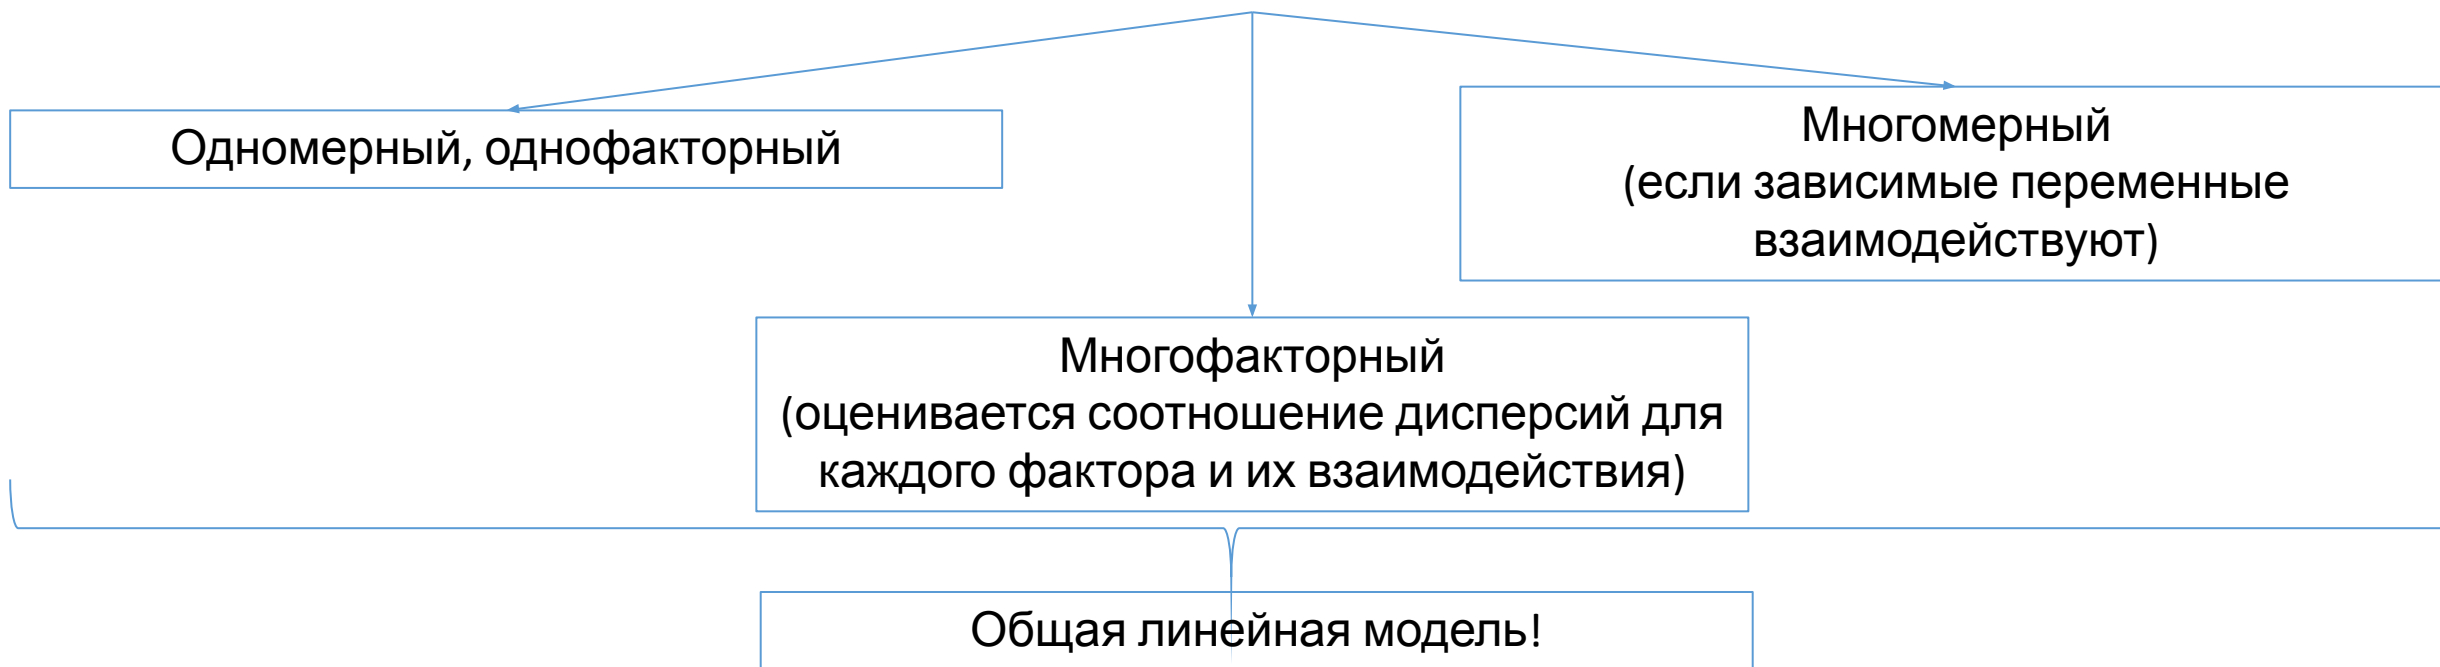 Одномерный, однофакторный
Многомерный
(если зависимые переменные
взаимодействуют)
Многофакторный
(оценивается соотношение дисперсий для
каждого фактора и их взаимодействия)
Общая линейная модель!